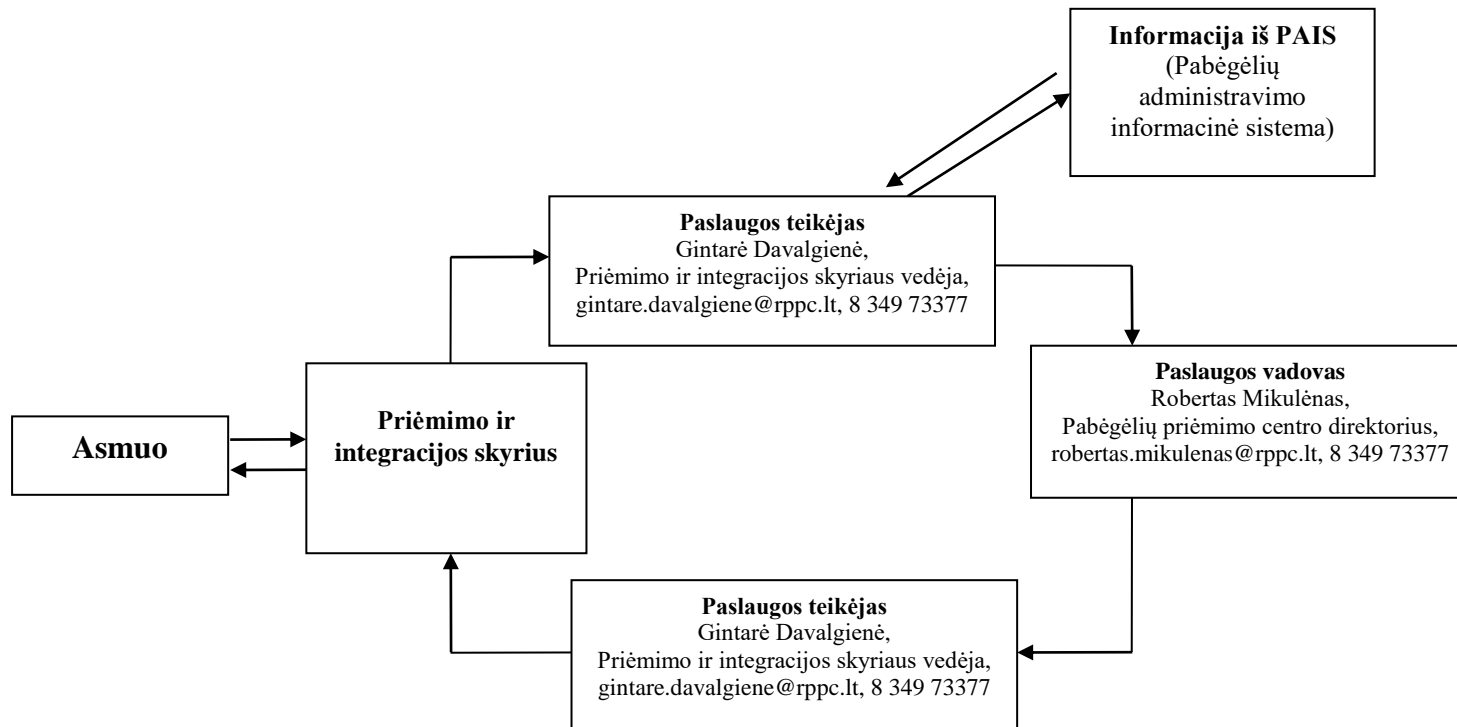 Informacija iš PAIS
(Pabėgėlių
administravimo
informacinė sistema)
Paslaugos teikėjas
Gintarė Davalgienė,
Priėmimo ir integracijos skyriaus vedėja,
gintare.davalgiene@rppc.lt, 8 349 73377
Paslaugos vadovas
Robertas Mikulėnas,
Pabėgėlių priėmimo centro direktorius,
robertas.mikulenas@rppc.lt, 8 349 73377
Priėmimo ir
integracijos skyrius
Asmuo
Paslaugos teikėjas
Gintarė Davalgienė,
Priėmimo ir integracijos skyriaus vedėja,
gintare.davalgiene@rppc.lt, 8 349 73377